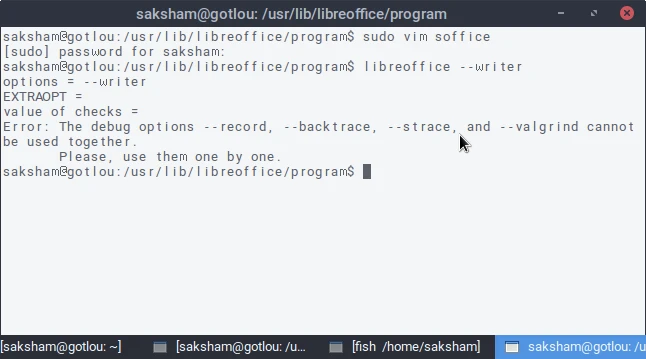 saksham@gotlou: /usr/lib/libreoffice/program
saksham@gotlou:/usr/lib/libreoffice/program$ sudo vim soffice
[sudo] password for saksham:
saksham@gotlou:/usr/lib/libreoffice/program$ libreoffice --writer
options = --writer
EXTRAOPT =
value of checks =
Error: The debug options --record, --backtrace, --strace, and --valgrind cannot
be used together.
Please, use them one by one.
saksham@gotlou:/usr/lib/libreoffice/program$
[saksham@gotlou: ~]
[saksham@gotlou: /u...
[fish /home/saksham]
saksham@gotlou: /u